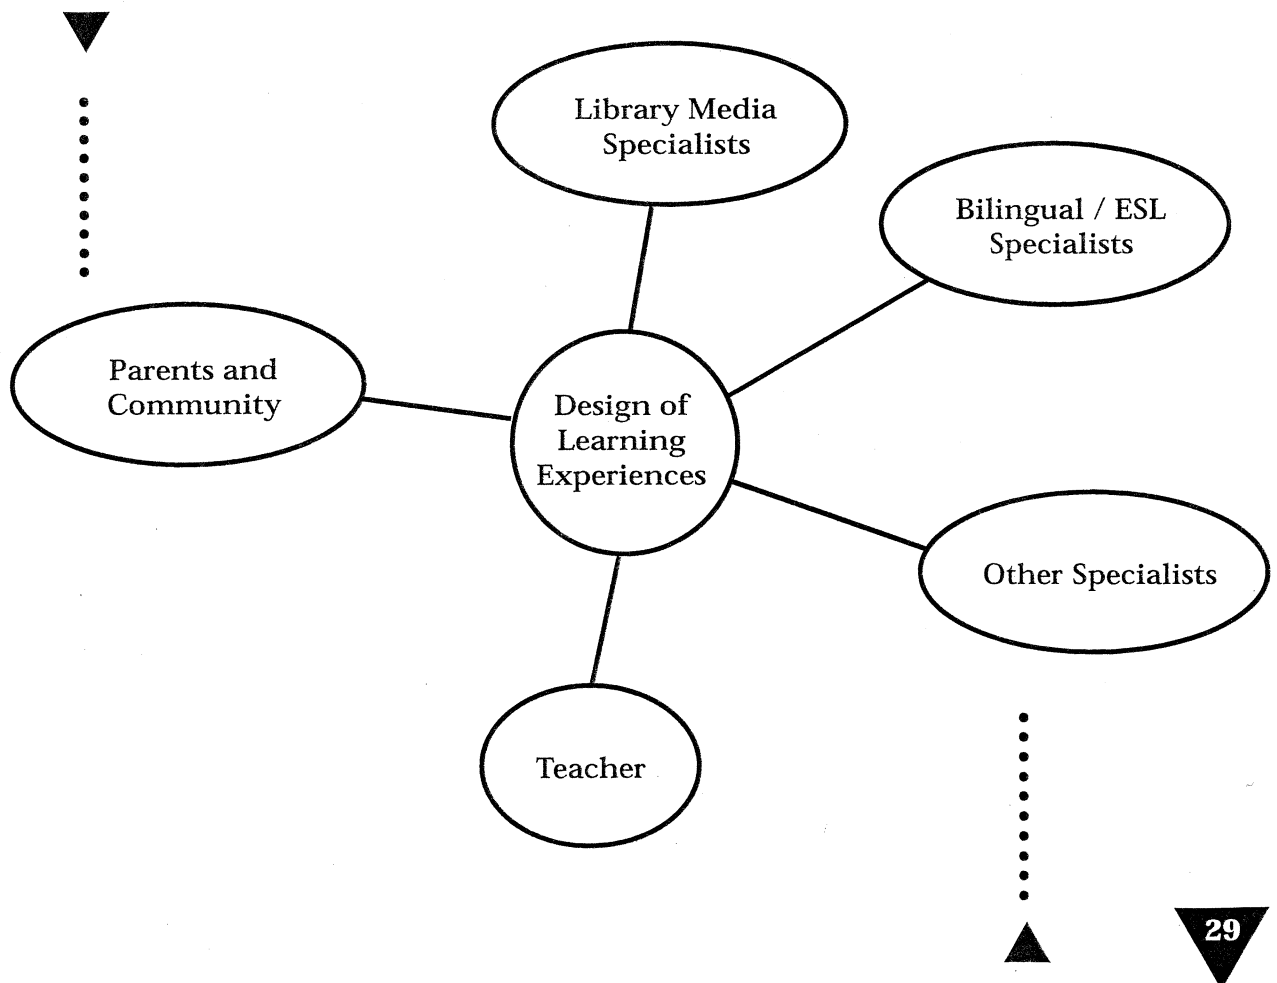 Library Media
Specialists
Bilingual / ESL
Specialists
Parents and
Community
Design of
Learning
Experiences
Other Specialists
Teacher
29